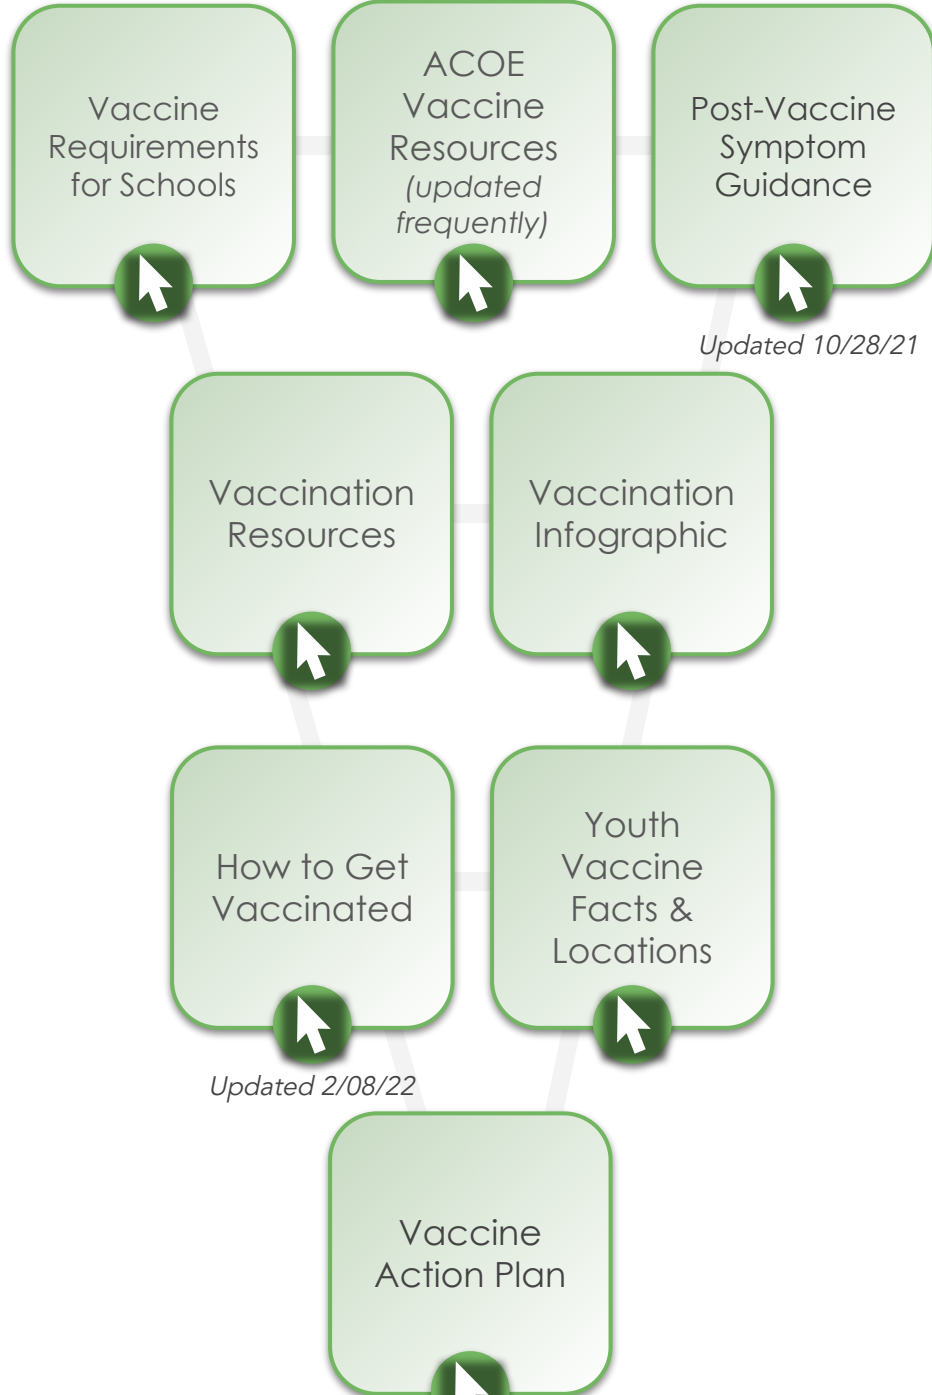 Vaccine
Requirements
for Schools
ACOE
Vaccine
Resources
(updated
frequently)
Post-Vaccine
Symptom
Guidance
Updated 10/28/21
Vaccination
Resources
Vaccination
Infographic
How to Get
Vaccinated
Updated 2/08/22
Youth
Vaccine
Facts &
Locations
Vaccine
Action Plan